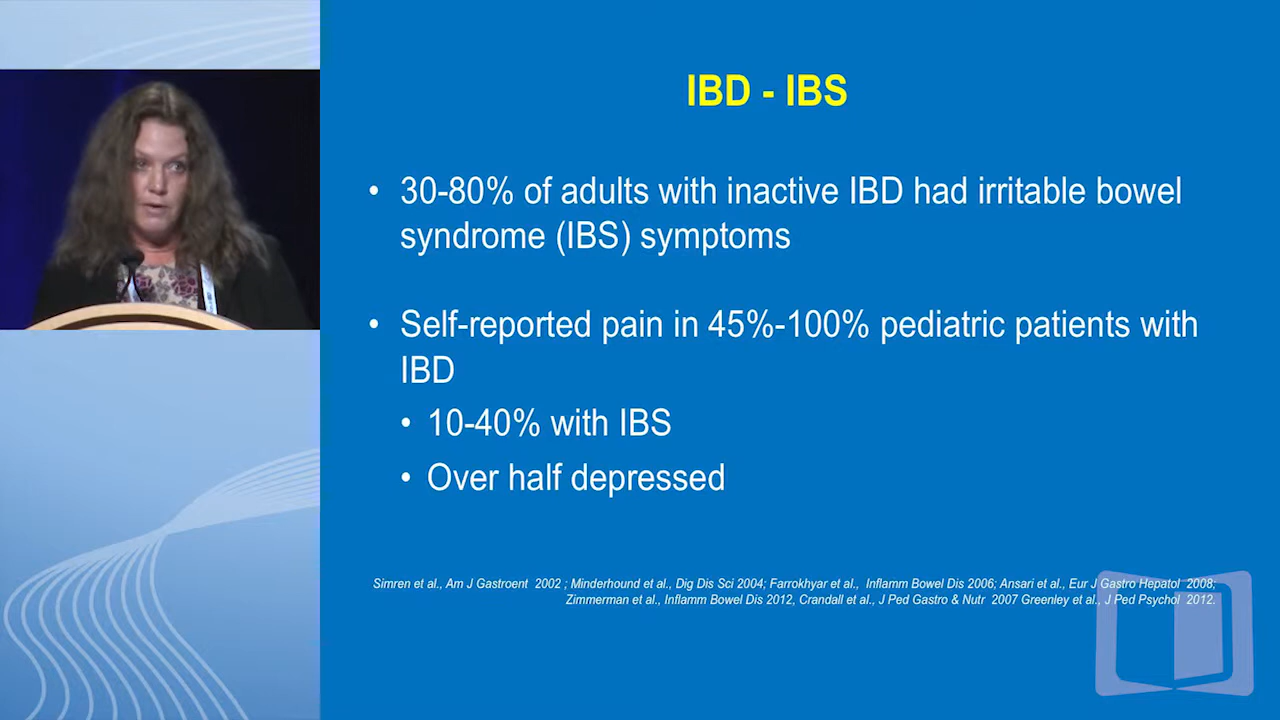 IBD - IBS
• 30-80% of adults with inactive IBD had irritable bowel
syndrome (IBS) symptoms
• Self-reported pain in 45%-100% pediatric patients with
IBD
• 10-40% with IBS
• Over half depressed
Simren et al., Am J Gastroent 2002 ; Minderhound et al., Dig Dis Sci 2004; Farrokhyar et al., Inflamm Bowel Dis 2006; Ansari et al., Eur J Gastro Hepatol 2008;
Zimmerman et al., Inflamm Bowel Dis 2012, Crandall et al., J Ped Gastro & Nutr 2007 Greenley et al., J Ped Psychol 2012.